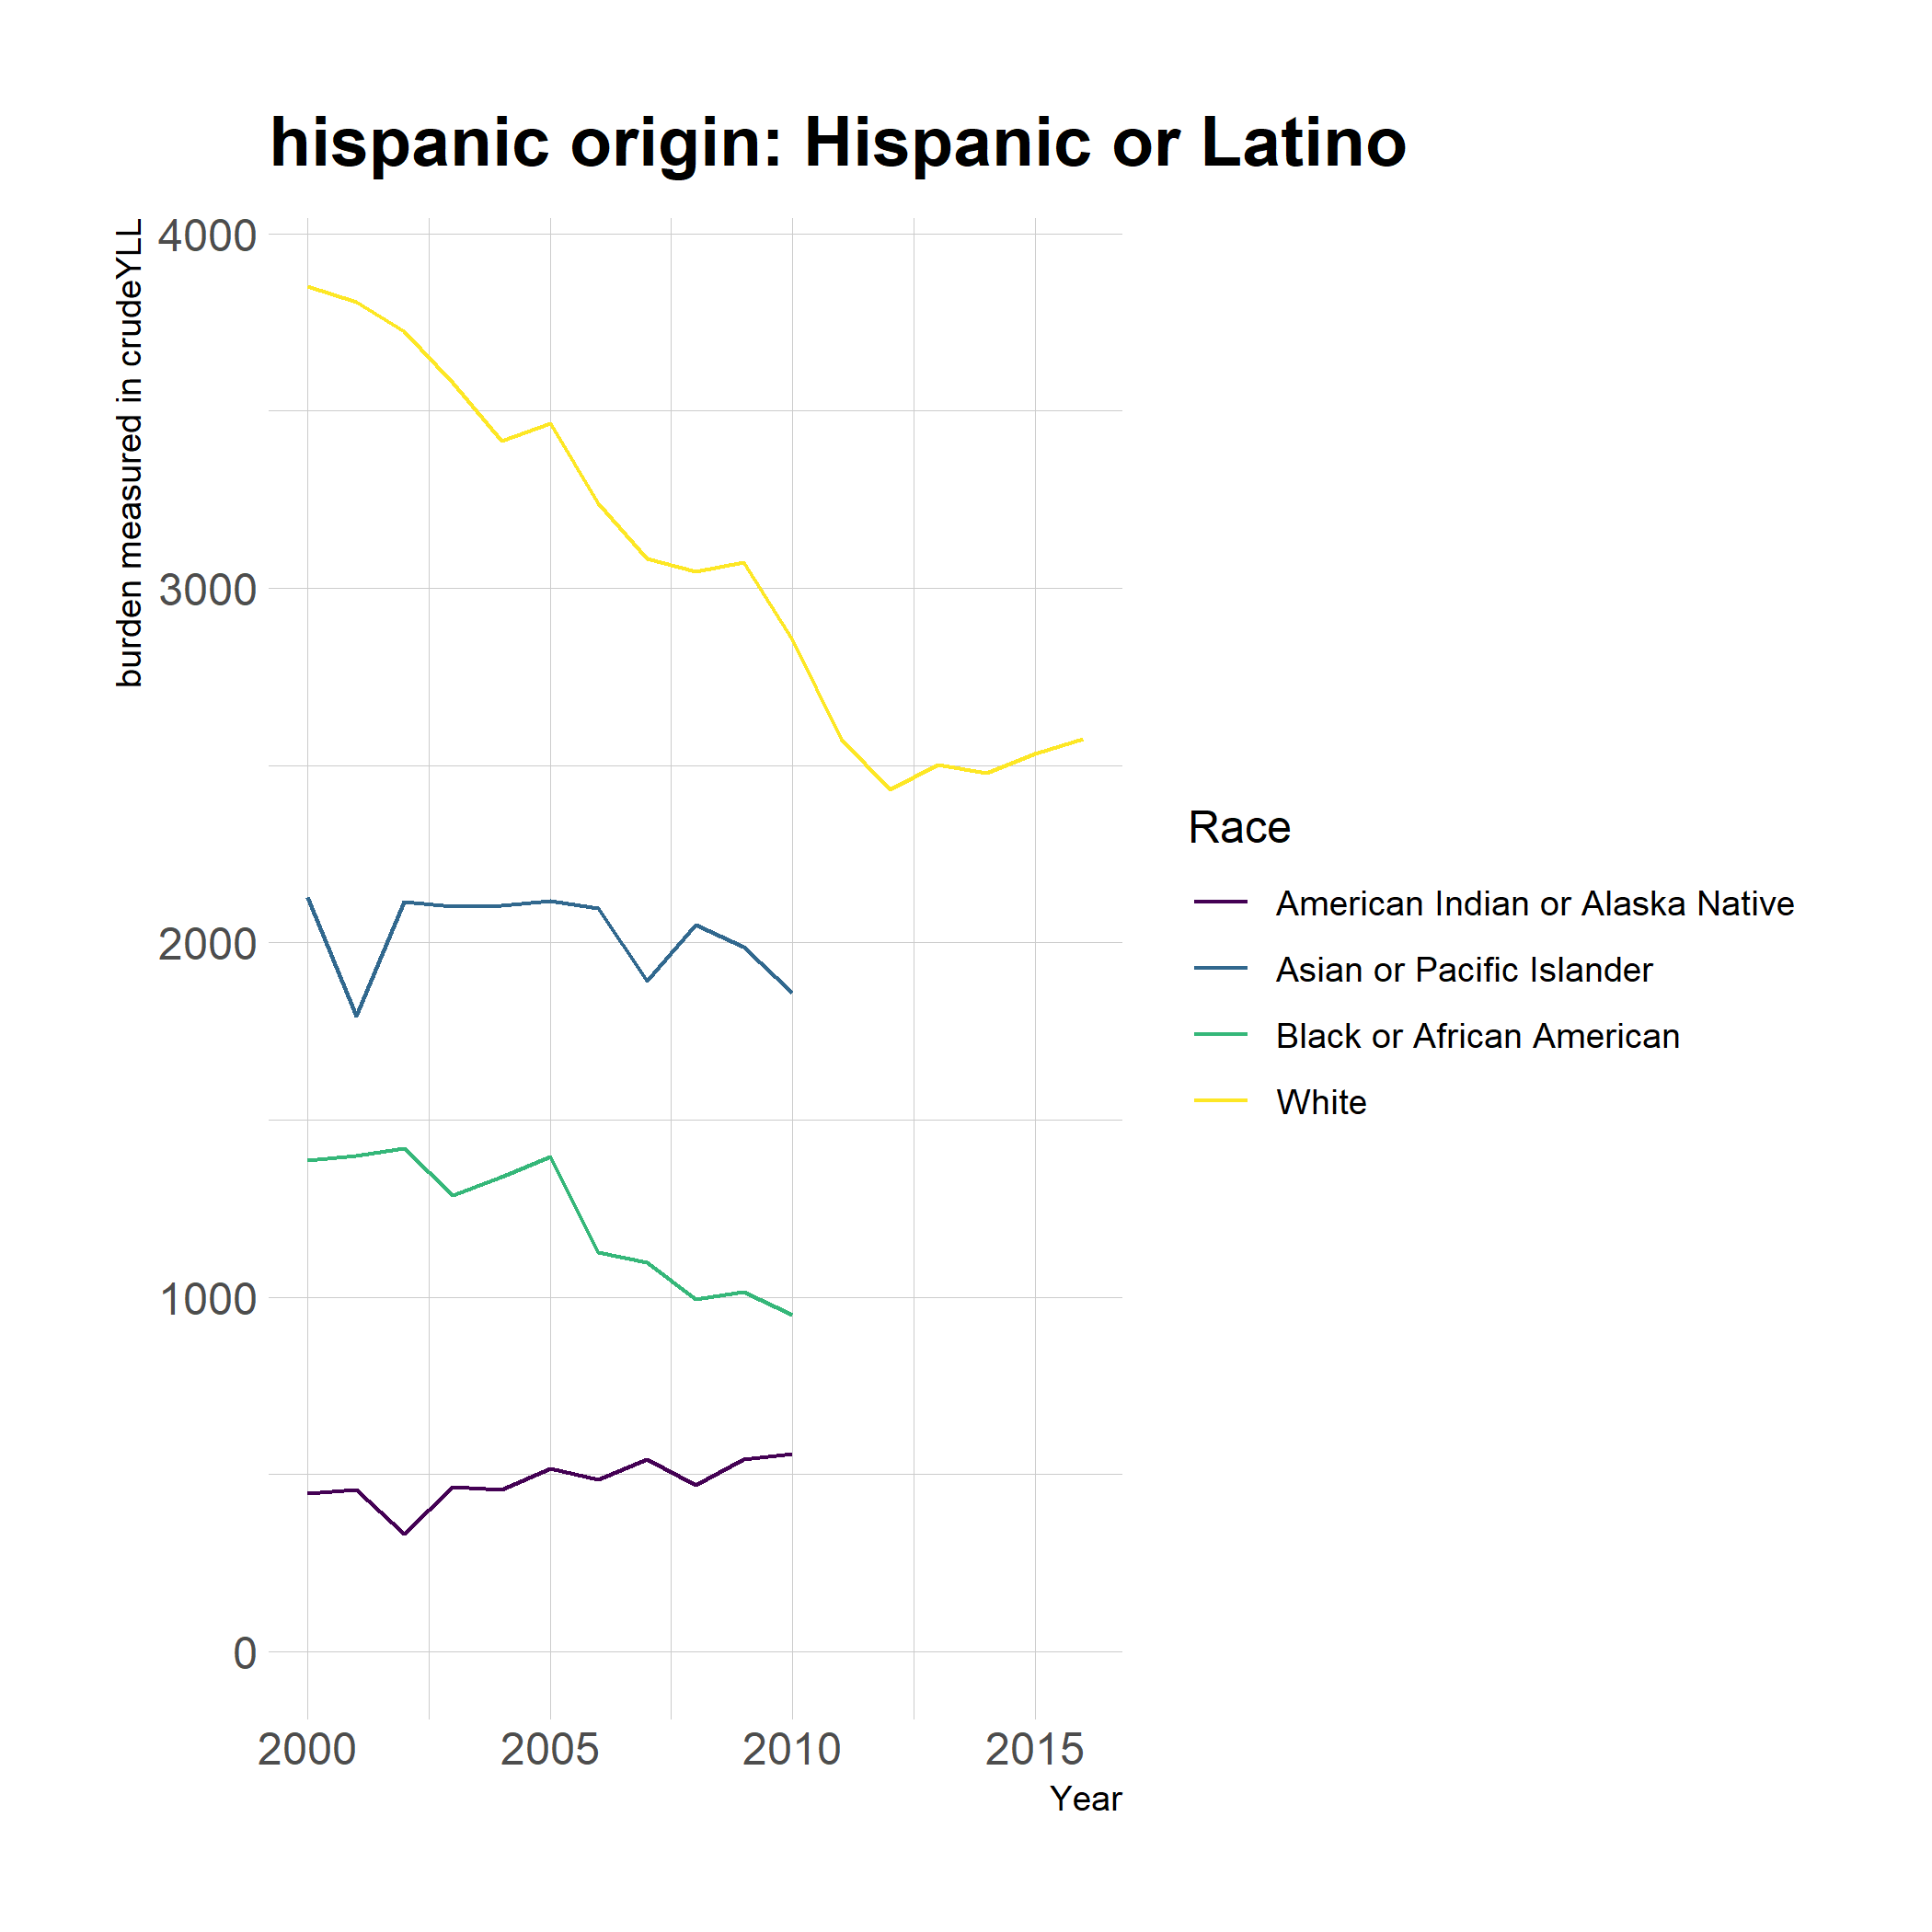 hispanic origin: Hispanic or Latino
burden measured in crudeYLL
4000
3000
2000
1000
0
2000 2005 2010 2015
Year
Race
American Indian or Alaska Native
Asian or Pacific Islander
Black or African American
White